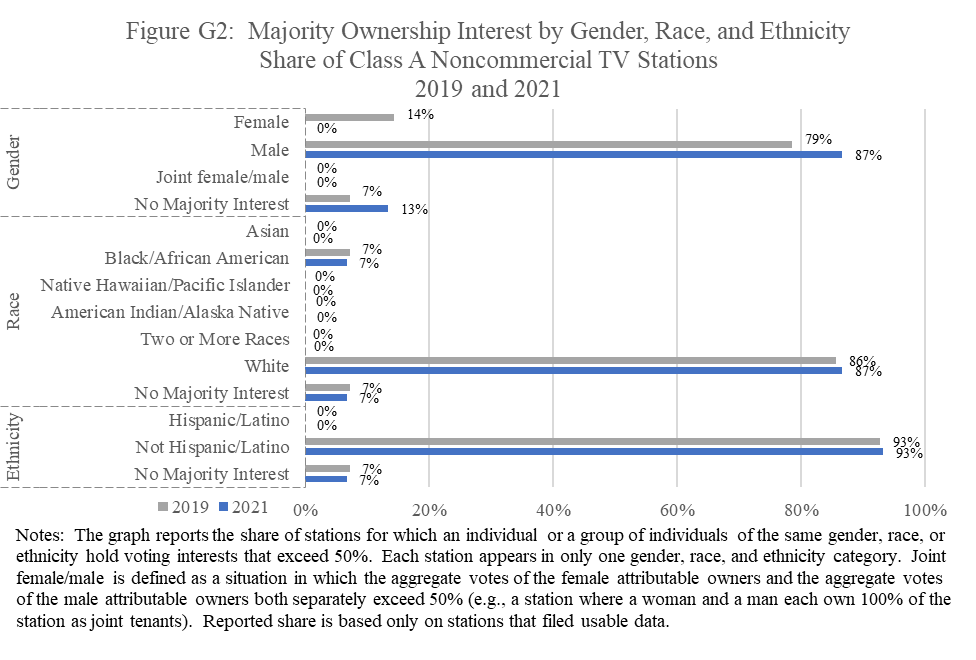 Figure G2:  Majority Ownership Interest by Gender, Race, and Ethnicity
Share of Class A Noncommercial TV Stations
2019 and 2021
Gender
Female
14%
0%
Male
79%
87%
Joint female/male
0%
0%
No Majority Interest
7%
13%
Race
Asian
0%
0%
Black/African American
7%
7%
Native Hawaiian/Pacific Islander
0%
0%
American Indian/Alaska Native
0%
0%
Two or More Races
0%
0%
White
86%
87%
No Majority Interest
7%
7%
Ethnicity
Hispanic/Latino
0%
0%
Not Hispanic/Latino
93%
93%
No Majority Interest
7%
7%
2019 2021
0% 20% 40% 60% 80% 100%
Notes:  The graph reports the share of stations for which an individual or a group of individuals of the same gender, race, or
ethnicity hold voting interests that exceed 50%.  Each station appears in only one gender, race, and ethnicity category.  Joint
female/male is defined as a situation in which the aggregate votes of the female attributable owners and the aggregate votes
of the male attributable owners both separately exceed 50% (e.g., a station where a woman and a man each own 100% of the
station as joint tenants).  Reported share is based only on stations that filed usable data.